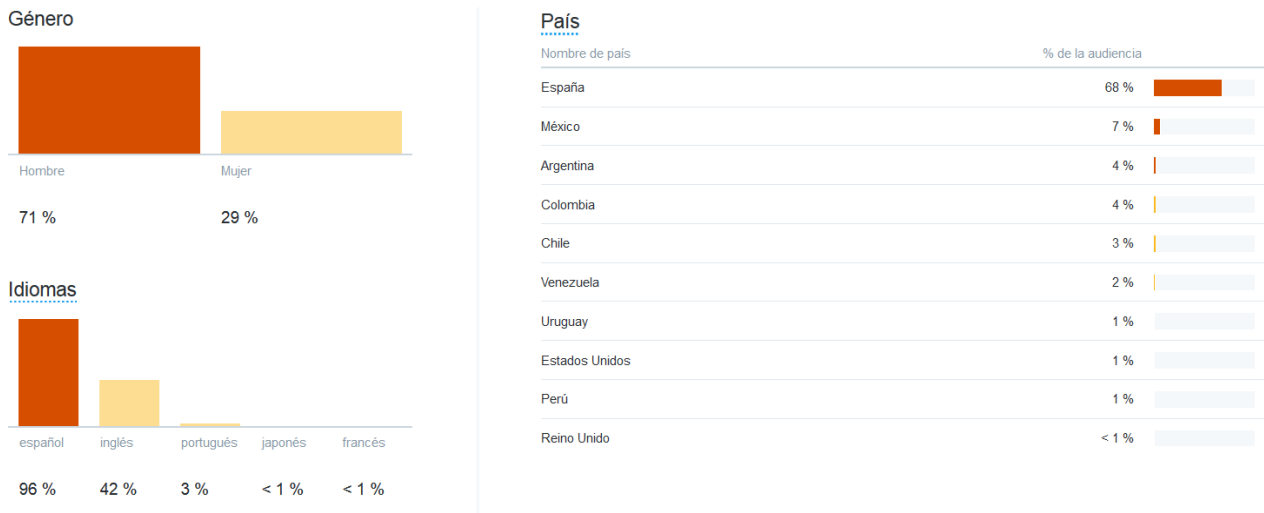 Género
Hombre Mujer
71 % 29 %
Idiomas
español inglés portugués japonés francés
96 % 42 % 3 % < 1 % < 1 %
País
Nombre de país % de la audiencia
España 68 %
México 7 %
Argentina 4 %
Colombia 4 %
Chile 3 %
Venezuela 2 %
Uruguay 1 %
Estados Unidos 1 %
Perú 1 %
Reino Unido < 1 %